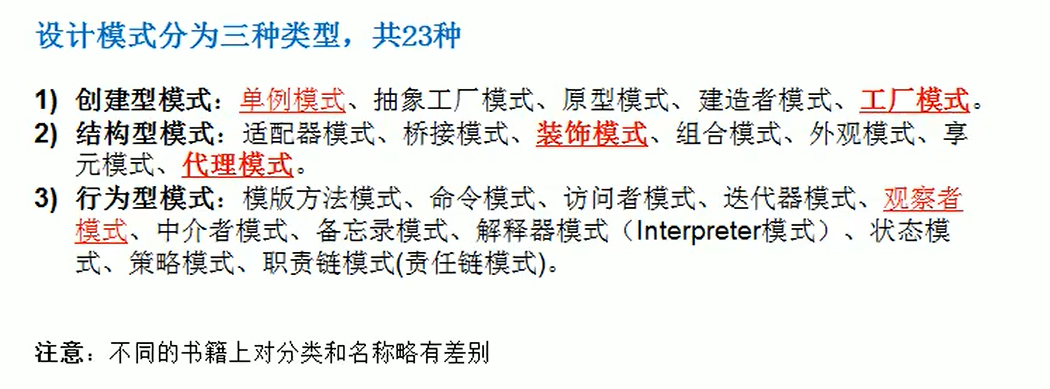 设计模式分为三种类型，共23种
1) 创建型模式：单例模式、抽象工厂模式、原型模式、建造者模式、工厂模式。
2) 结构型模式：适配器模式、桥接模式、装饰模式、组合模式、外观模式、享
元模式、代理模式。
3) 行为型模式：模版方法模式、命令模式、访问者模式、迭代器模式、观察者
模式、中介者模式、备忘录模式、解释器模式（Interpreter模式）、状态模
式、策略模式、职责链模式(责任链模式)。
注意：不同的书籍上对分类和名称略有差别